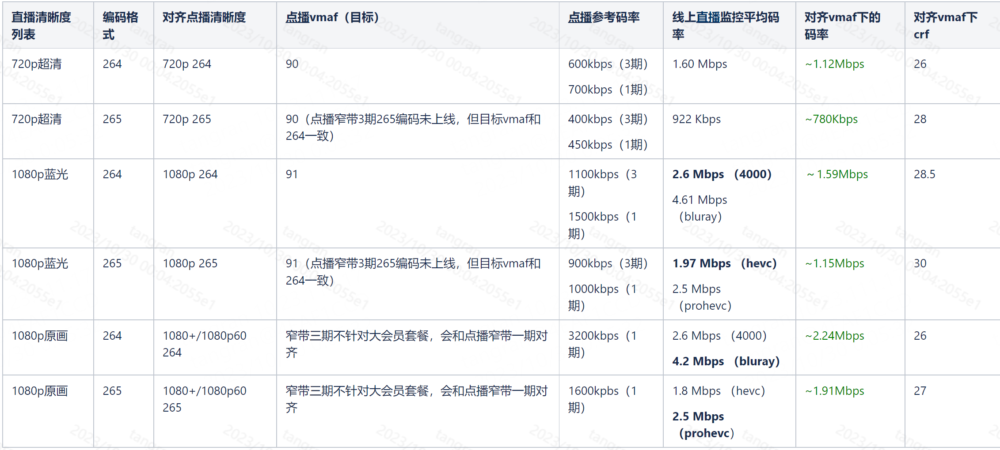 直播清晰度列表 编码格式 对齐点播清晰度 点播vmaf（目标） 点播参考码率 线上直播监控平均码率 对齐vmaf下的码率 对齐vmaf下crf
720p超清 264 720p 264 90 600kbps（3期） 1.60 Mbps ~1.12Mbps 26
700kbps（1期）
720p超清 265 720p 265 90（点播窄带3期265编码未上线，但目标vmaf和 400kbps（3期） 922 Kbps ~780Kbps 28
264一致）
450kbps（1期）
1080p蓝光 264 1080p 264 91 1100kbps（3 2.6 Mbps （4000） ~ 1.59Mbps 28.5
期）
4.61 Mbps
1500kbps（1 （bluray）
期）
1080p蓝光 265 1080p 265 91（点播窄带3期265编码未上线，但目标vmaf和 900kbps（3期） 1.97 Mbps （hevc） ~1.15Mbps 30
264一致）
1000kbps（1 2.5 Mbps
期） （prohevc）
1080p原画 264 1080+/1080p60 窄带三期不针对大会员套餐，会和点播窄带一期对 3200kbps（1 2.6 Mbps （4000） ~2.24Mbps 26
264 齐 期）
4.2 Mbps （bluray）
1080p原画 265 1080+/1080p60 窄带三期不针对大会员套餐，会和点播窄带一期对 1600kpbs（1 1.8 Mbps （hevc） ~1.91Mbps 27
265 齐 期）
2.5 Mbps
（prohevc）
tangran
2023/10/30 00:04:2055e1